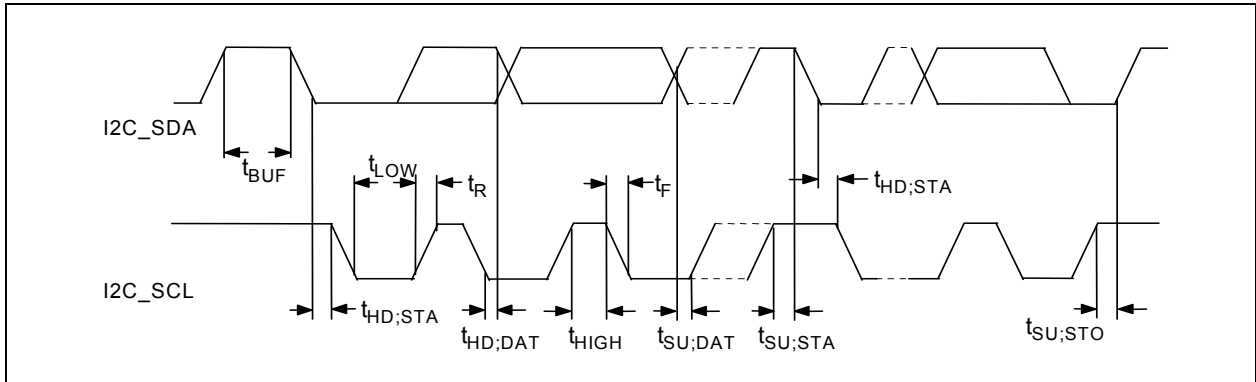 I2C_SDA
tBUF
tLOW
tR
tF
tHD;STA
I2C_SCL
tHD;STA
tHD;DAT
tHIGH
tSU;DAT
tSU;STA
tSU;STO